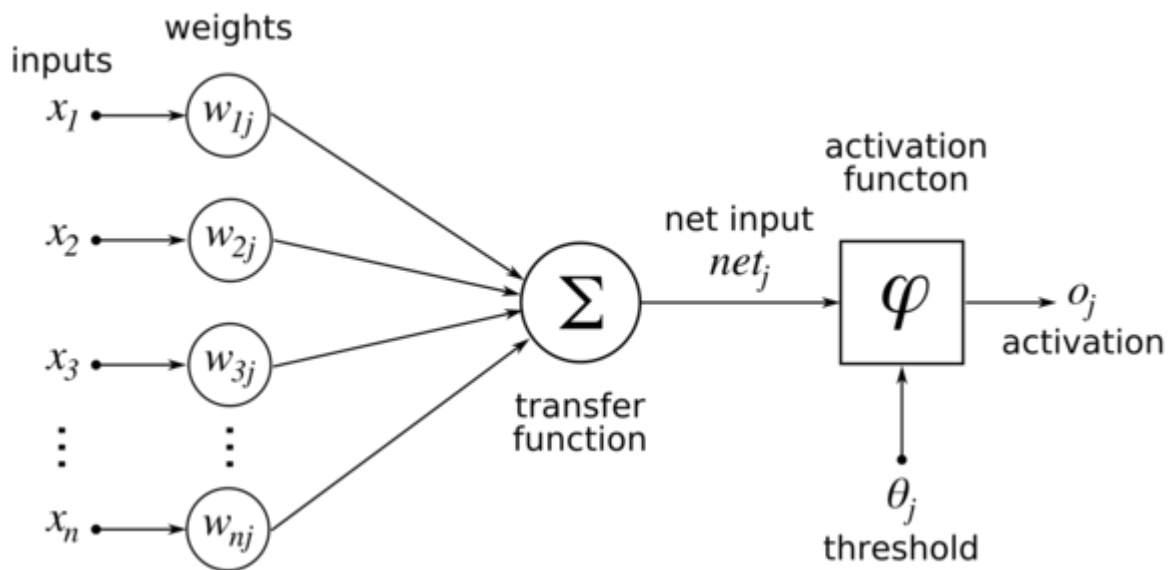 weights
inputs
x₁
w₁ⱼ
x₂
w₂ⱼ
x₃
w₃ⱼ
⋮ ⋮
xₙ
wₙⱼ
Σ
transfer
function
net input
netⱼ
activation
functon
φ
oⱼ
activation
θⱼ
threshold